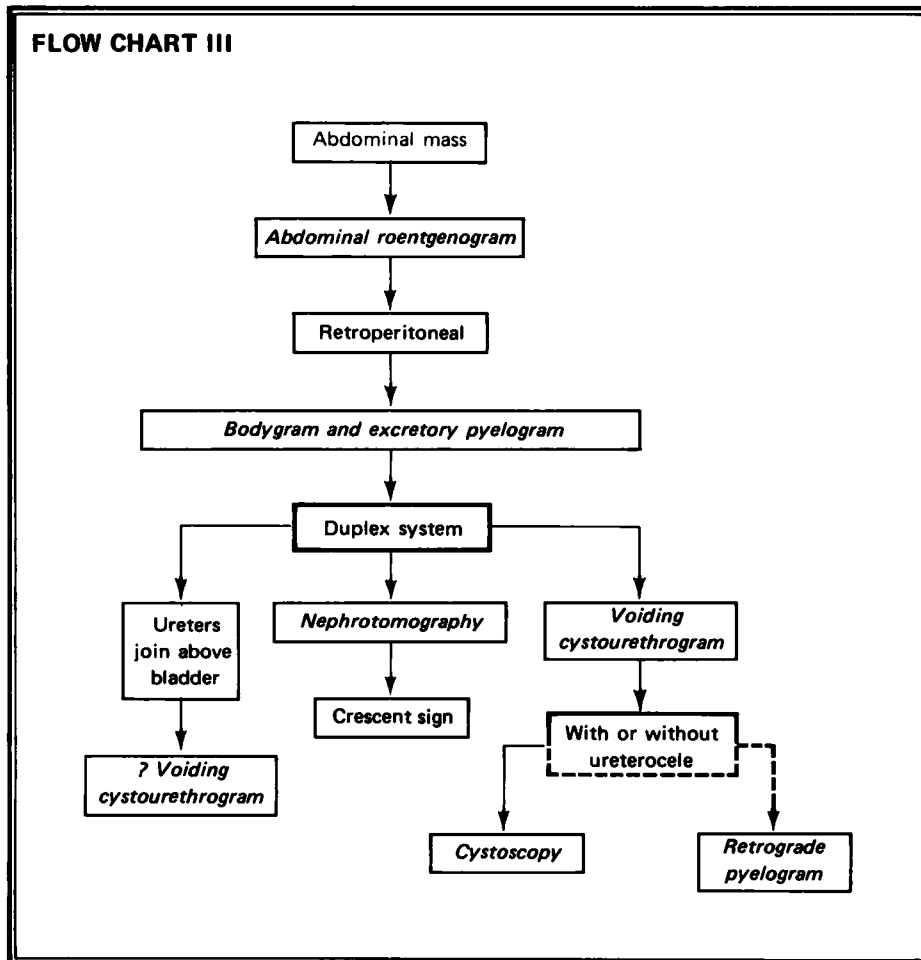 FLOW CHART III
Abdominal mass
Abdominal roentgenogram
Retroperitoneal
Bodygram and excretory pyelogram
Duplex system
Ureters
join above
bladder
Nephrotomography
Voiding
cystourethrogram
Crescent sign
With or without
ureterocele
? Voiding
cystourethrogram
Cystoscopy
Retrograde
pyelogram